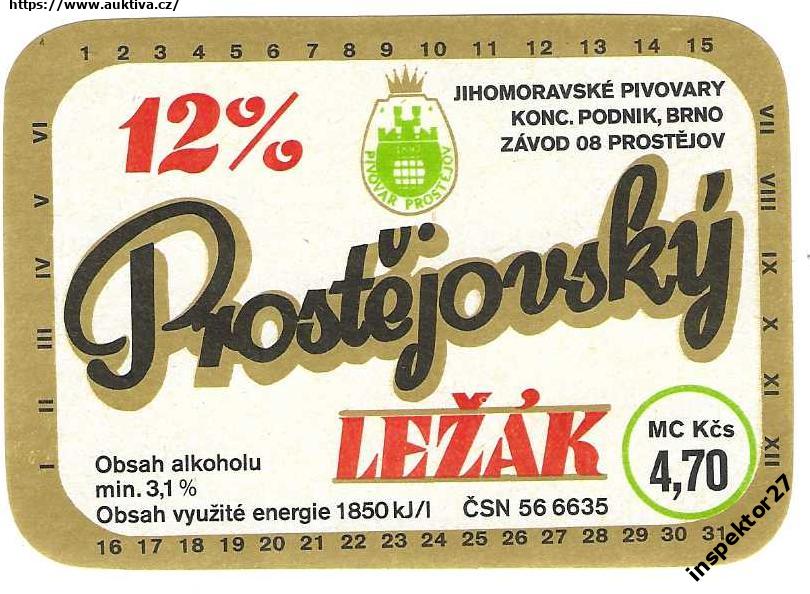 https://www.auktiva.cz/
1 2 3 4 5 6 7 8 9 10 11 12 13 14 15
VI V IV III II I
VII VIII IX X XI XII
12%
1897
PIVOVAR PROSTĚJOV
JIHOMORAVSKÉ PIVOVARY
KONC. PODNIK, BRNO
ZÁVOD 08 PROSTĚJOV
Prostějovský
LEŽÁK
MC Kčs
4,70
Obsah alkoholu
min. 3,1 %
Obsah využité energie 1850 kJ/l ČSN 56 6635
16 17 18 19 20 21 22 23 24 25 26 27 28 29 30 31
inspektor27